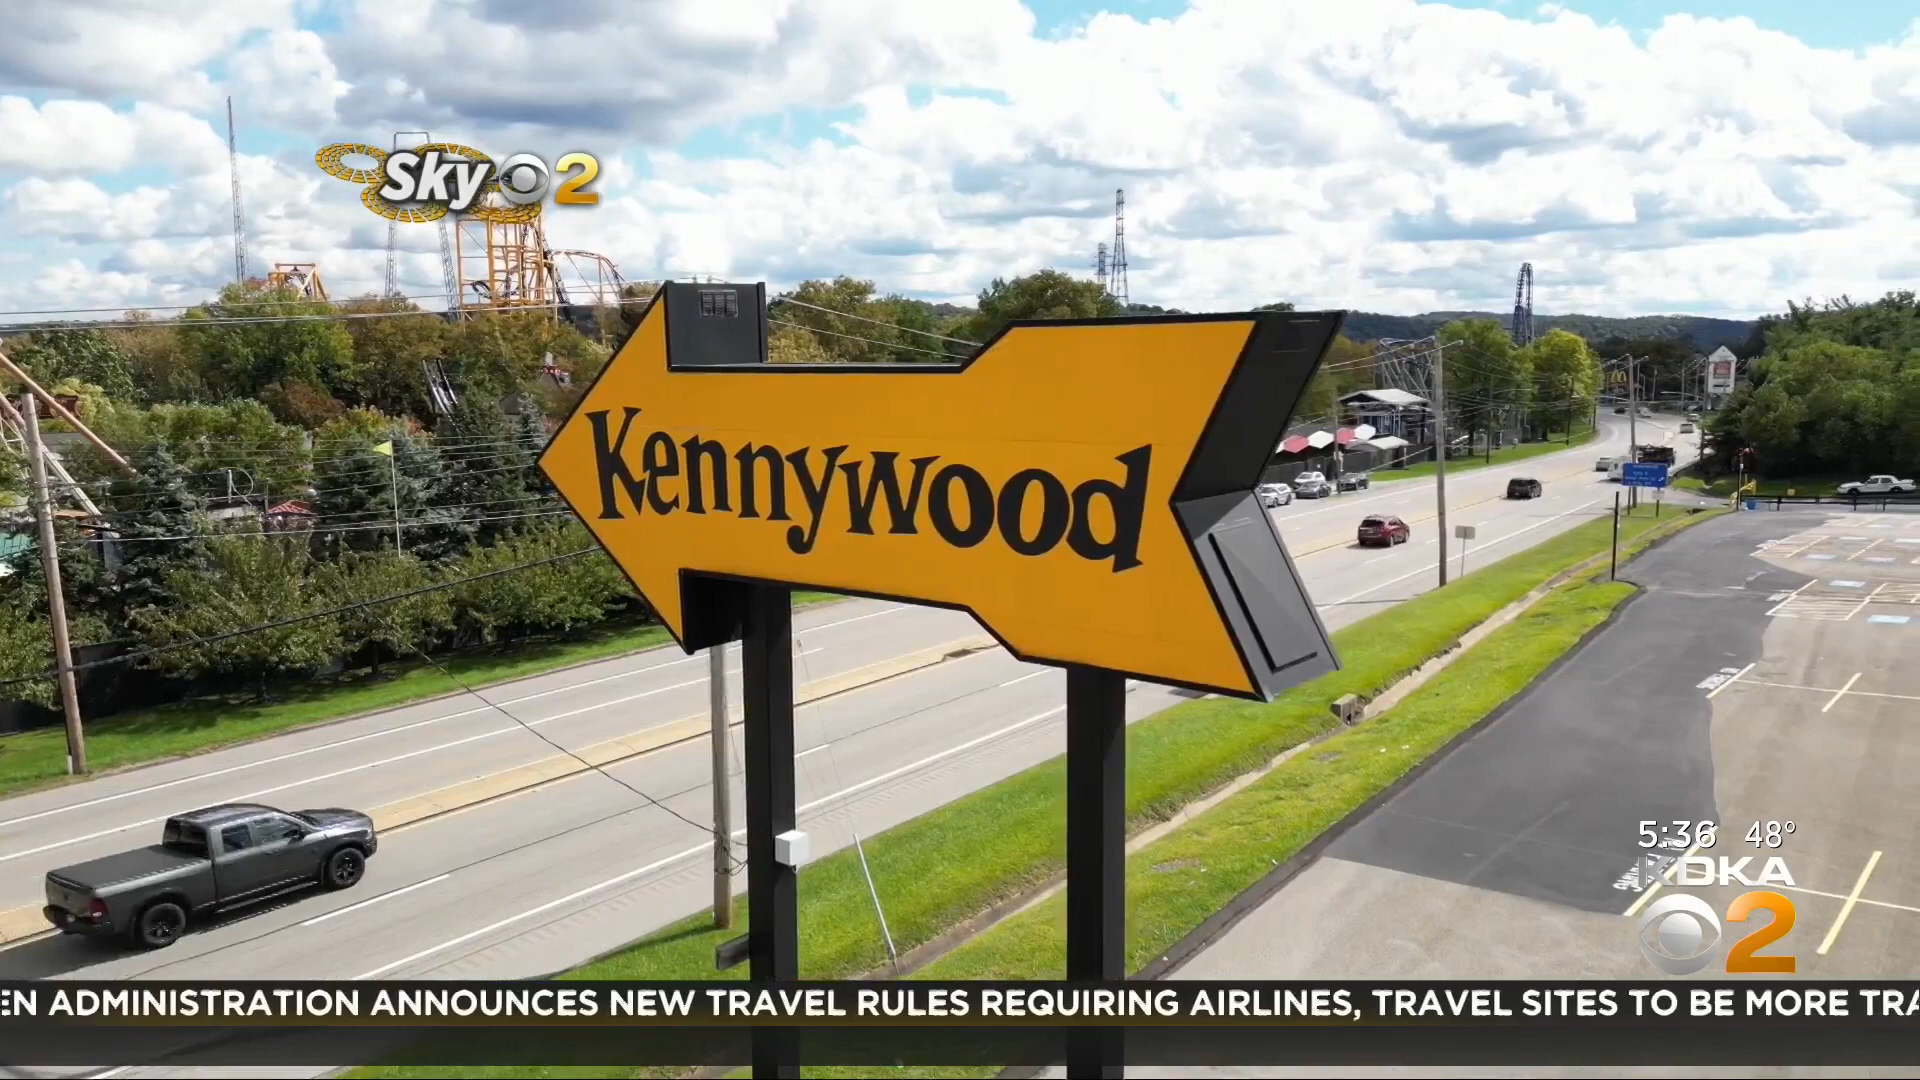 Sky 2
Kennywood
5:36 48°
KDKA
2
EN ADMINISTRATION ANNOUNCES NEW TRAVEL RULES REQUIRING AIRLINES, TRAVEL SITES TO BE MORE TRA